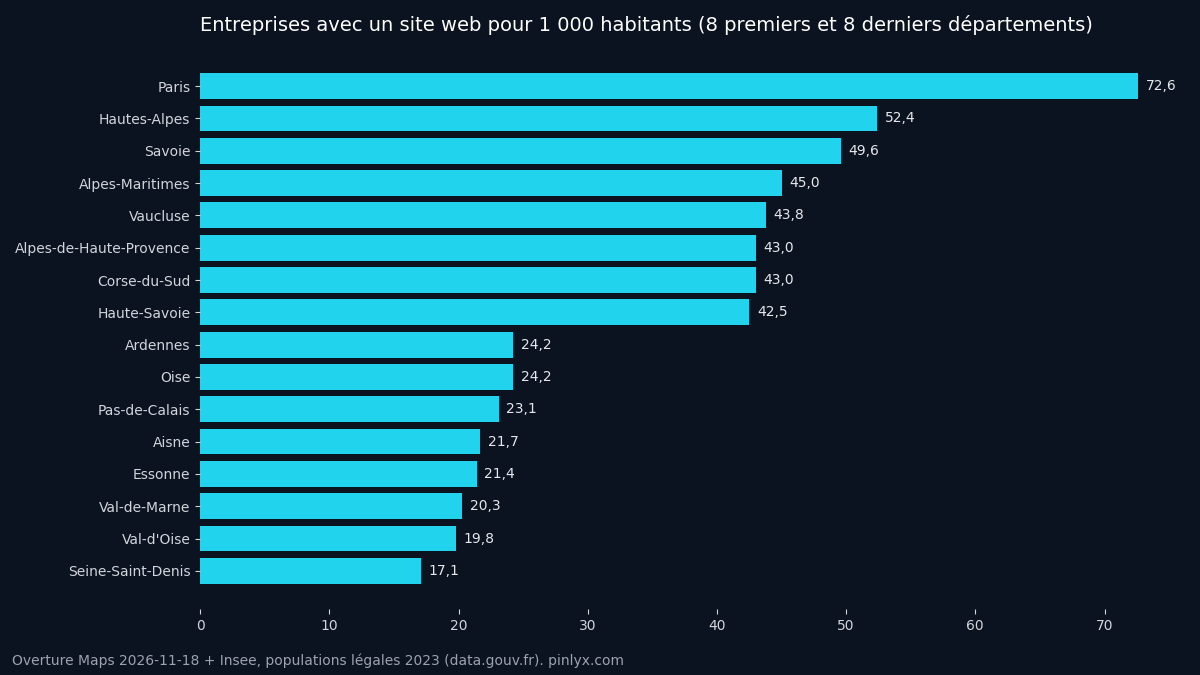 Entreprises avec un site web pour 1 000 habitants (8 premiers et 8 derniers départements)
Paris 72,6
Hautes-Alpes 52,4
Savoie 49,6
Alpes-Maritimes 45,0
Vaucluse 43,8
Alpes-de-Haute-Provence 43,0
Corse-du-Sud 43,0
Haute-Savoie 42,5
Ardennes 24,2
Oise 24,2
Pas-de-Calais 23,1
Aisne 21,7
Essonne 21,4
Val-de-Marne 20,3
Val-d'Oise 19,8
Seine-Saint-Denis 17,1
0 10 20 30 40 50 60 70
Overture Maps 2026-11-18 + Insee, populations légales 2023 (data.gouv.fr). pinlyx.com